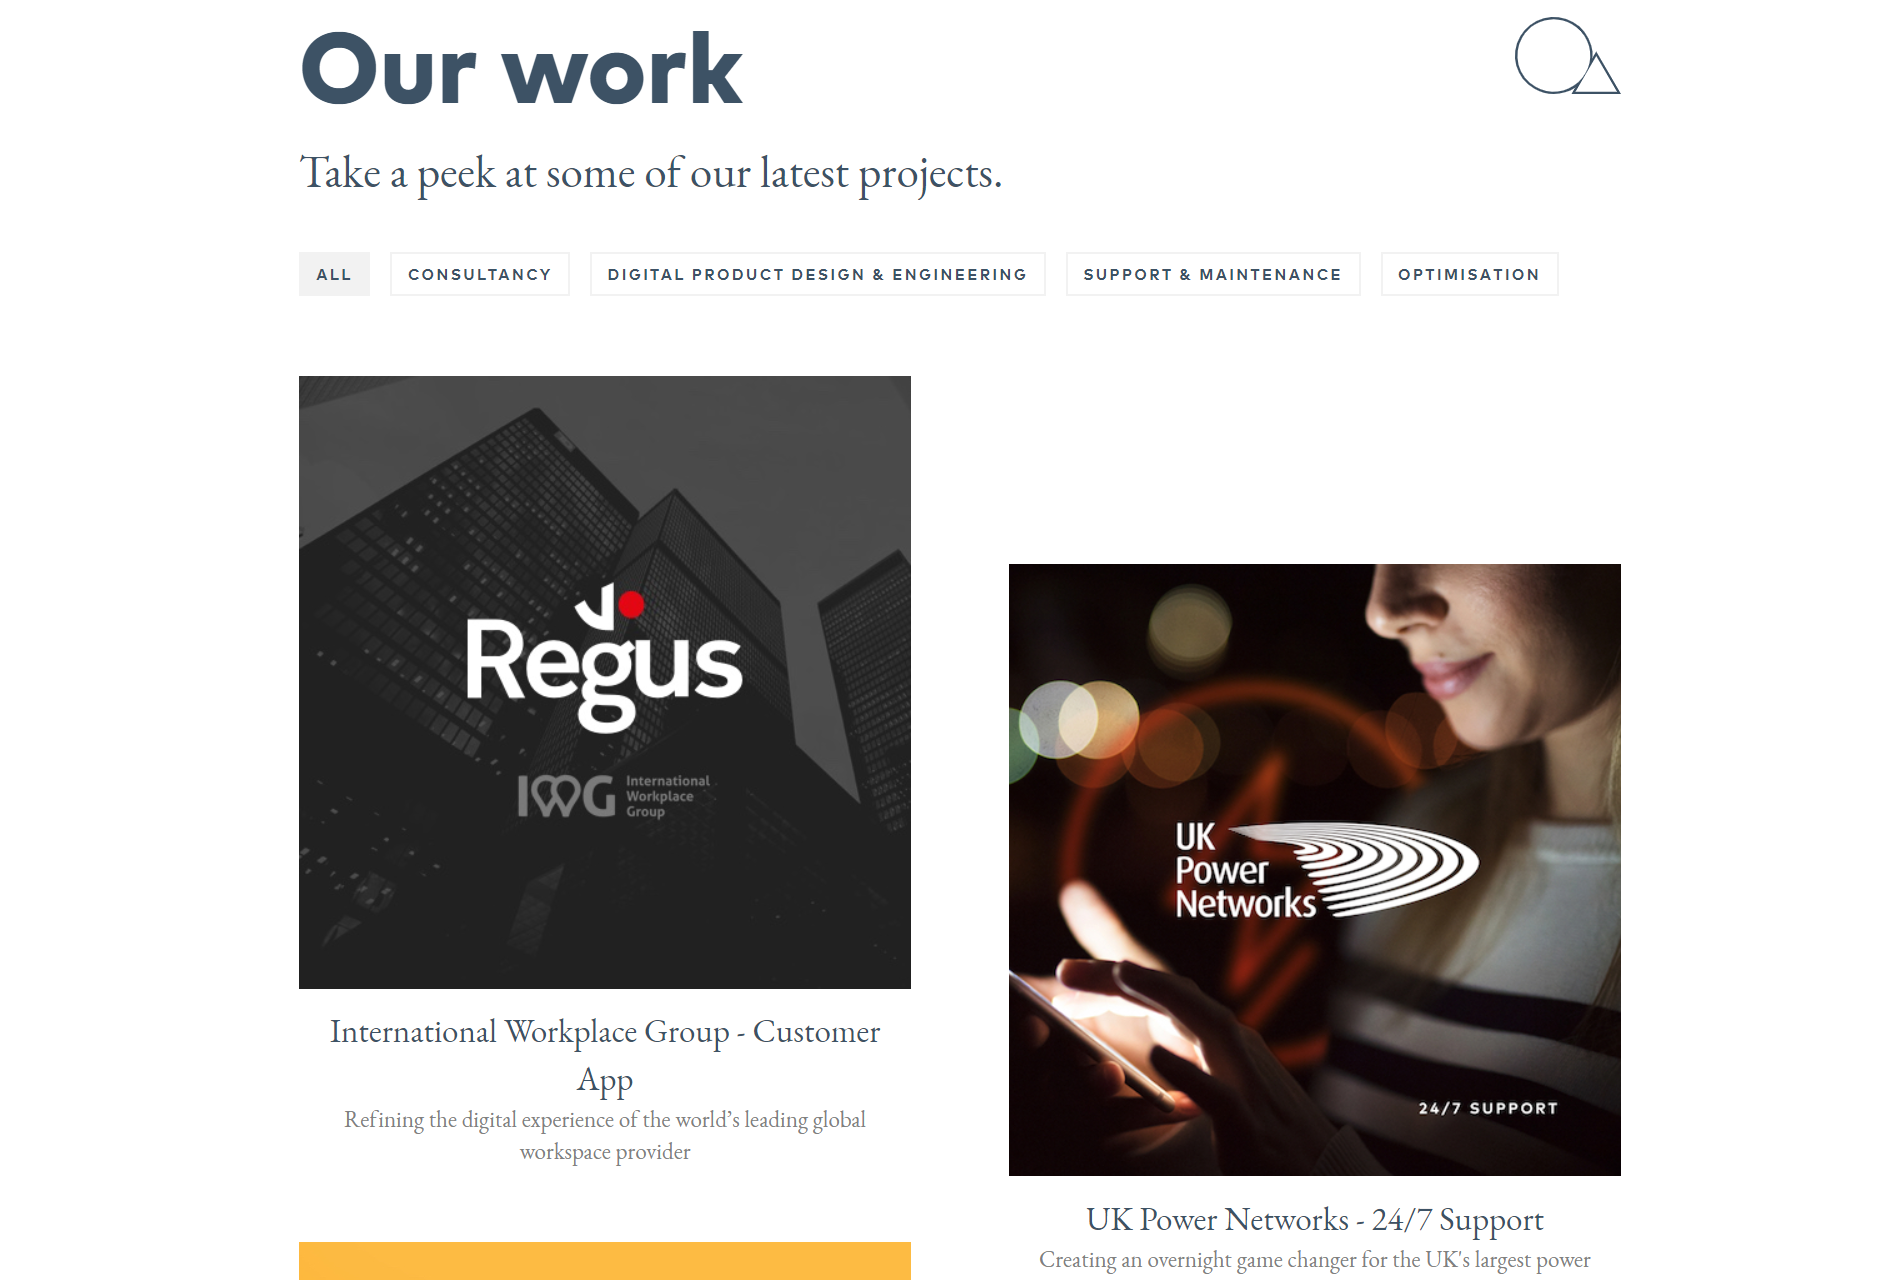 Our work
Take a peek at some of our latest projects.
ALL
CONSULTANCY
DIGITAL PRODUCT DESIGN & ENGINEERING
SUPPORT & MAINTENANCE
OPTIMISATION
Regus
IWG
International
Workplace
Group
International Workplace Group - Customer
App
Refining the digital experience of the world’s leading global
workspace provider
UK
Power
Networks
24/7 SUPPORT
UK Power Networks - 24/7 Support
Creating an overnight game changer for the UK's largest power